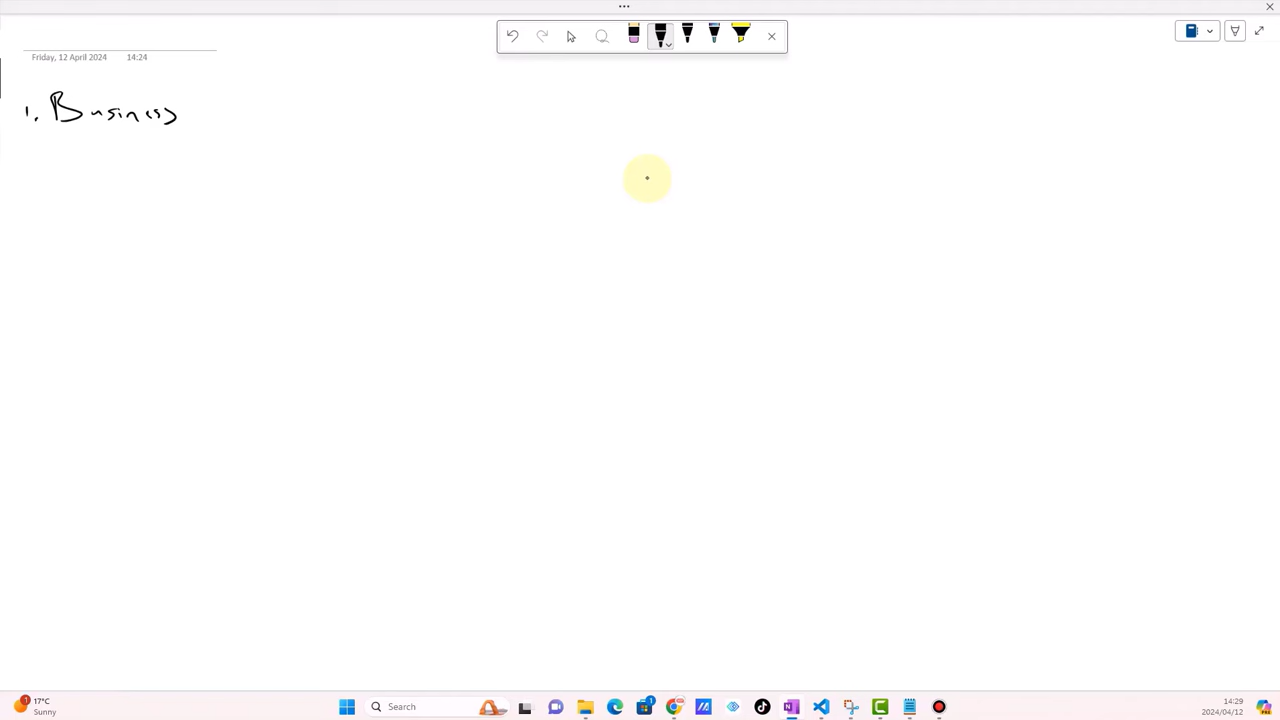 Friday, 12 April 2024 14:24
1. Business
17°C
Sunny
Search
14:29
2024/04/12